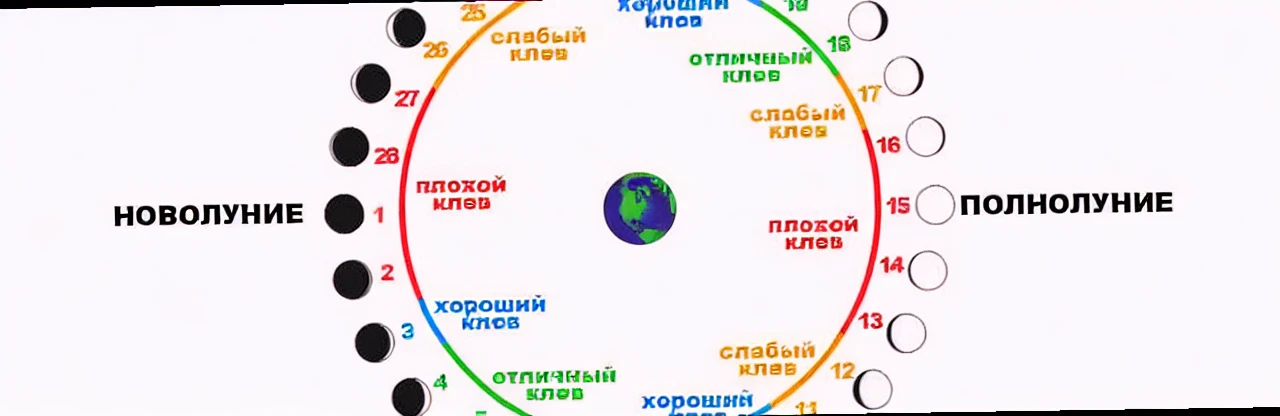 25
хороший
клев
19
26
слабый
клев
18
отличный
клев
27
17
слабый
клев
28
16
плохой
клев
НОВОЛУНИЕ
1
15
ПОЛНОЛУНИЕ
плохой
клев
2
14
хороший
клев
13
3
слабый
клев
12
4
отличный
клев
хороший
11